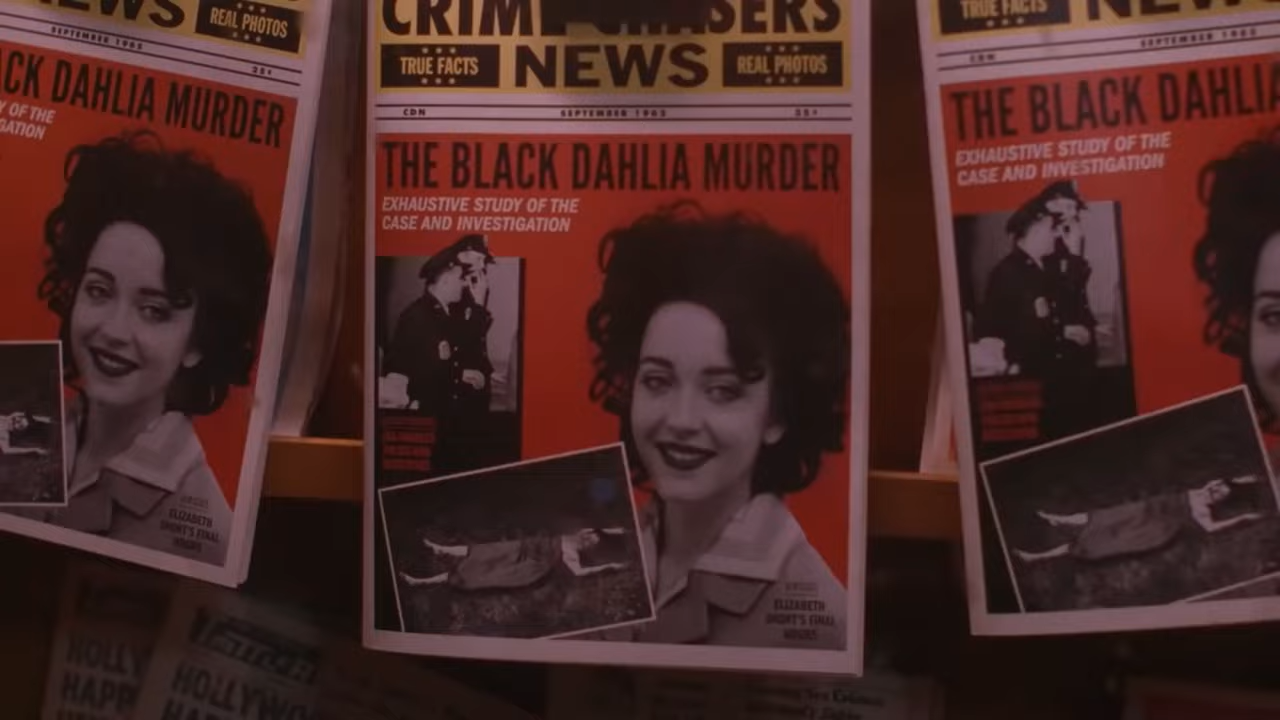 NEWS
REAL PHOTOS
SEPTEMBER 1962
25¢
ACK DAHLIA MURDER
Y OF THE
IGATION
ELIZABETH
SHORT'S FINAL
HOURS
CRIM SERS
TRUE FACTS
NEWS
REAL PHOTOS
CDN
SEPTEMBER 1962
25¢
THE BLACK DAHLIA MURDER
EXHAUSTIVE STUDY OF THE
CASE AND INVESTIGATION
ELIZABETH
SHORT'S FINAL
HOURS
TRUE FACTS
NEWS
CDN
SEPTEMBER 1962
THE BLACK DAHLIA
EXHAUSTIVE STUDY OF THE
CASE AND INVESTIGATION
HOLLY
HAPP
HOLLYWO
HA